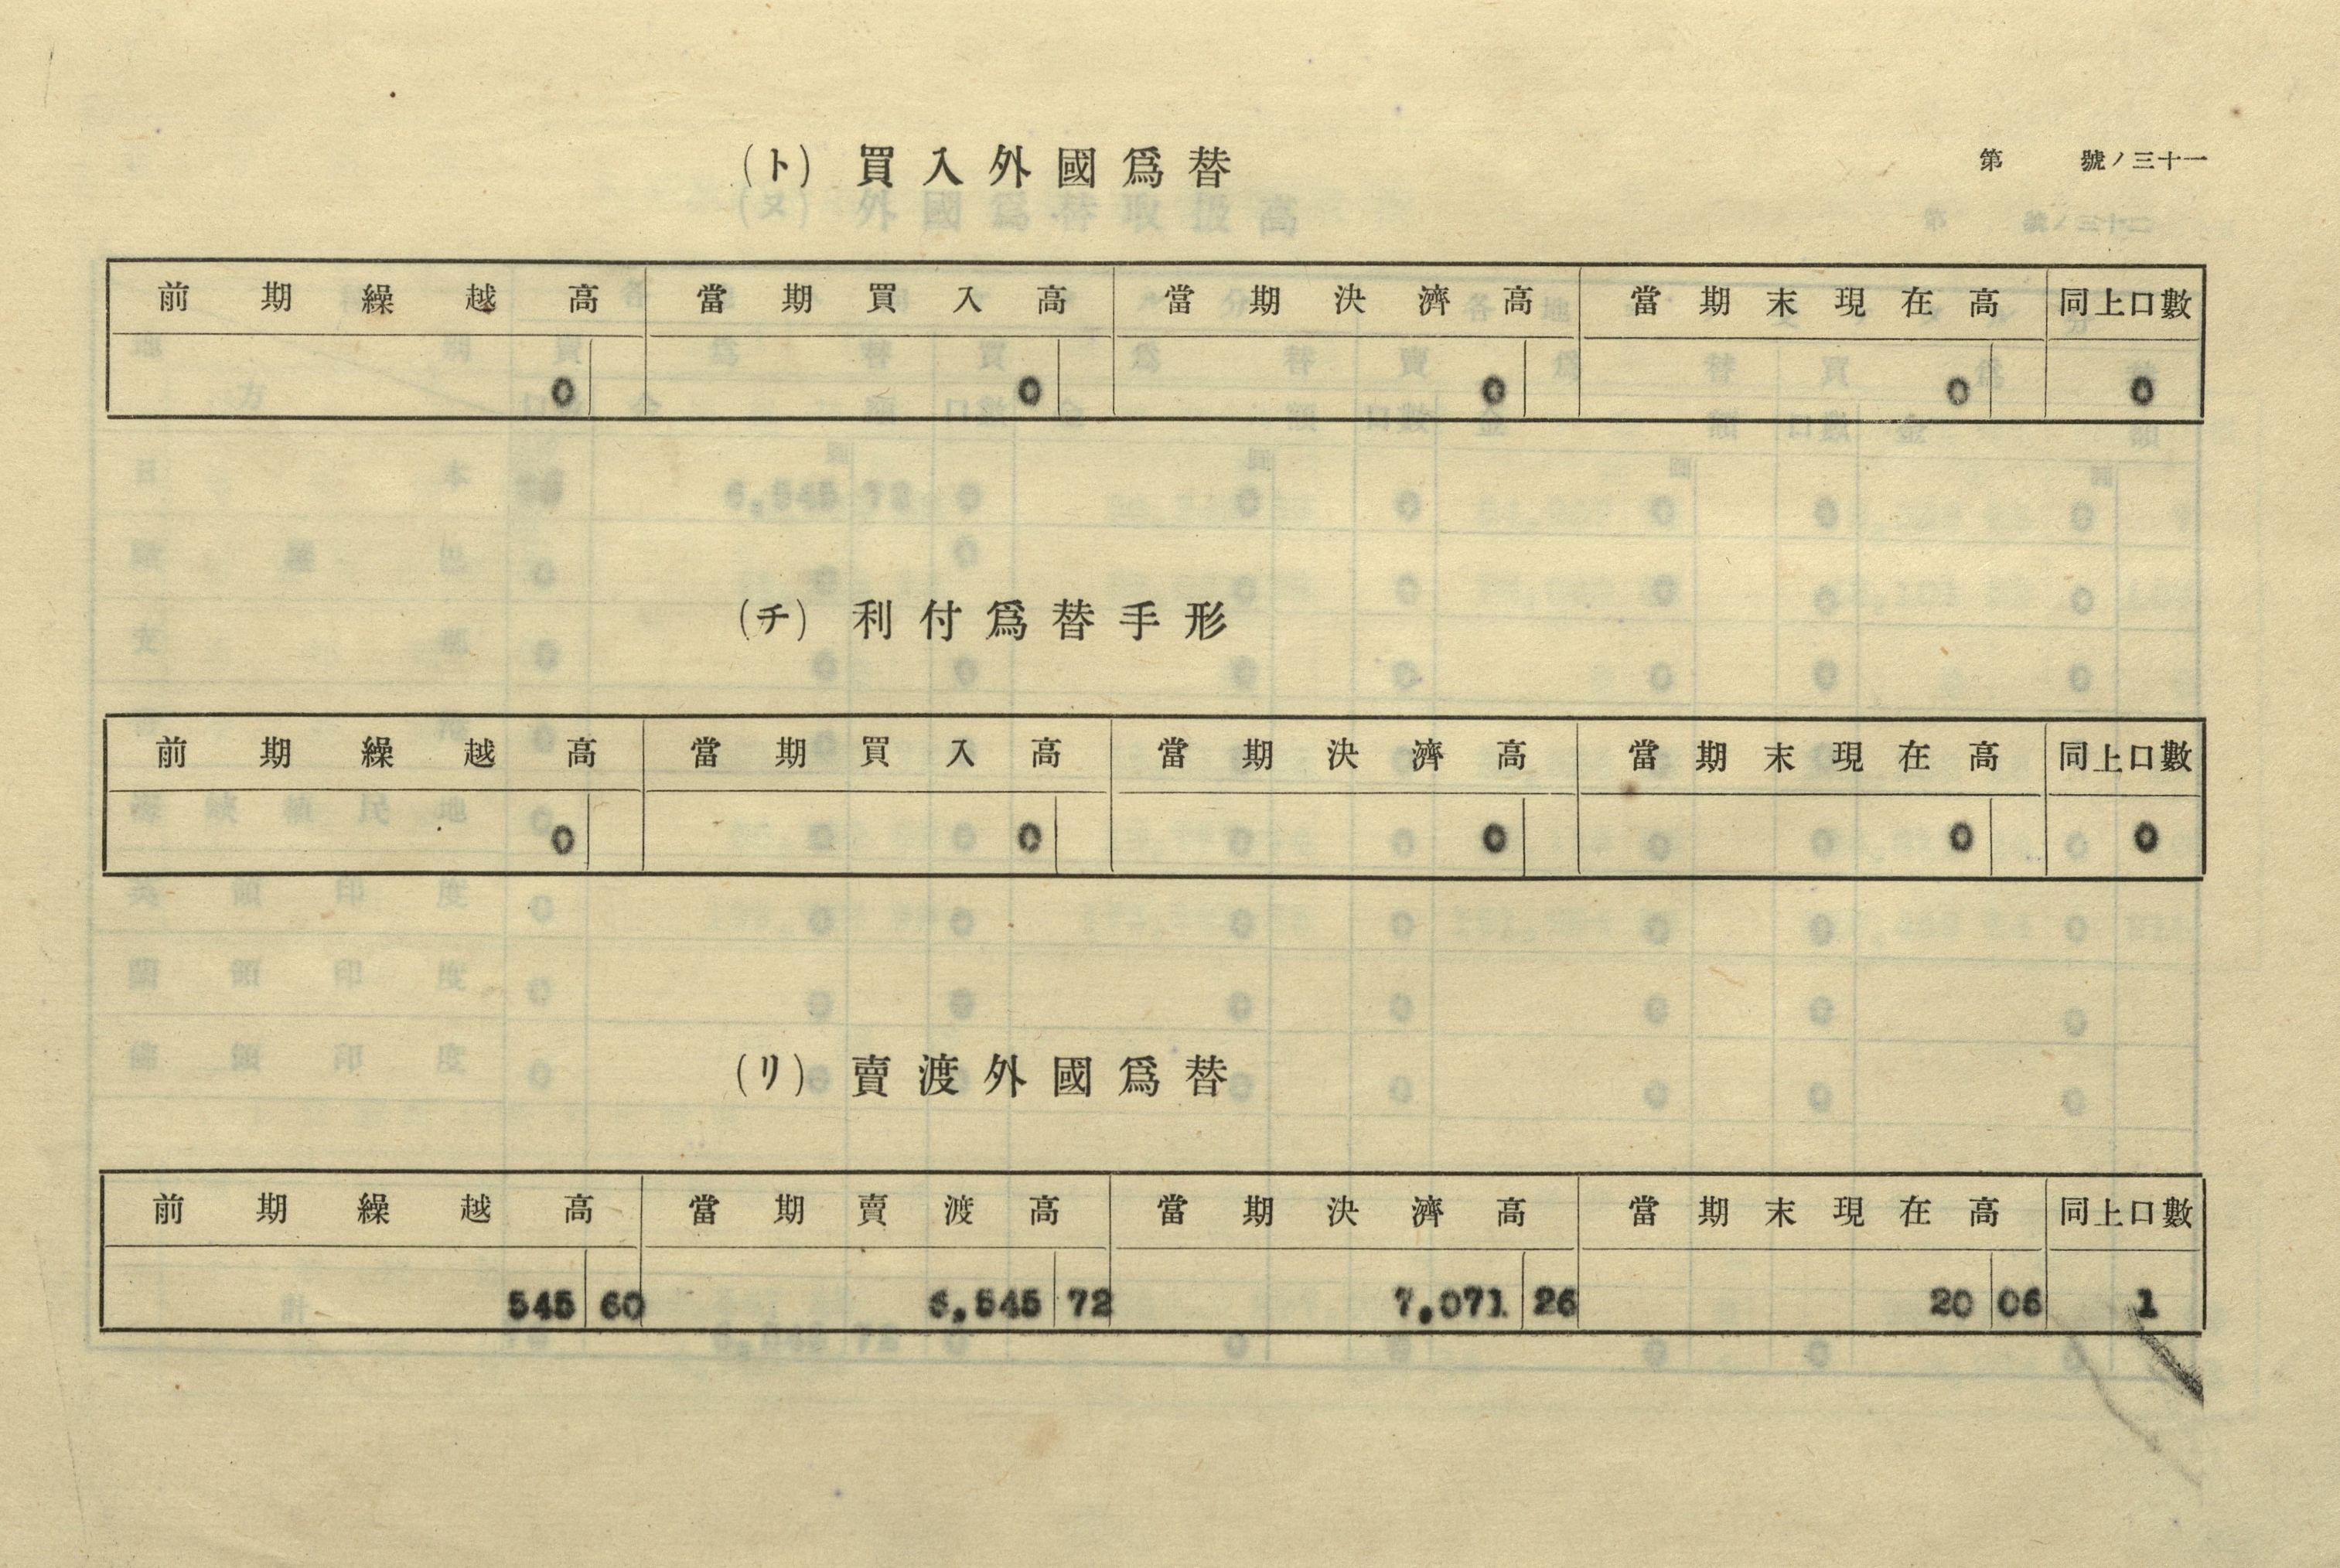 第 號ノ三十一
(ト) 買入外國爲替
前期繰越高 當期買入高 當期決濟高 當期末現在高 同上口數
0 0 0 0 0
(チ) 利付爲替手形
前期繰越高 當期買入高 當期決濟高 當期末現在高 同上口數
0 0 0 0 0
(リ) 賣渡外國爲替
前期繰越高 當期賣渡高 當期決濟高 當期末現在高 同上口數
545 60 6,545 72 7,071 26 20 06 1